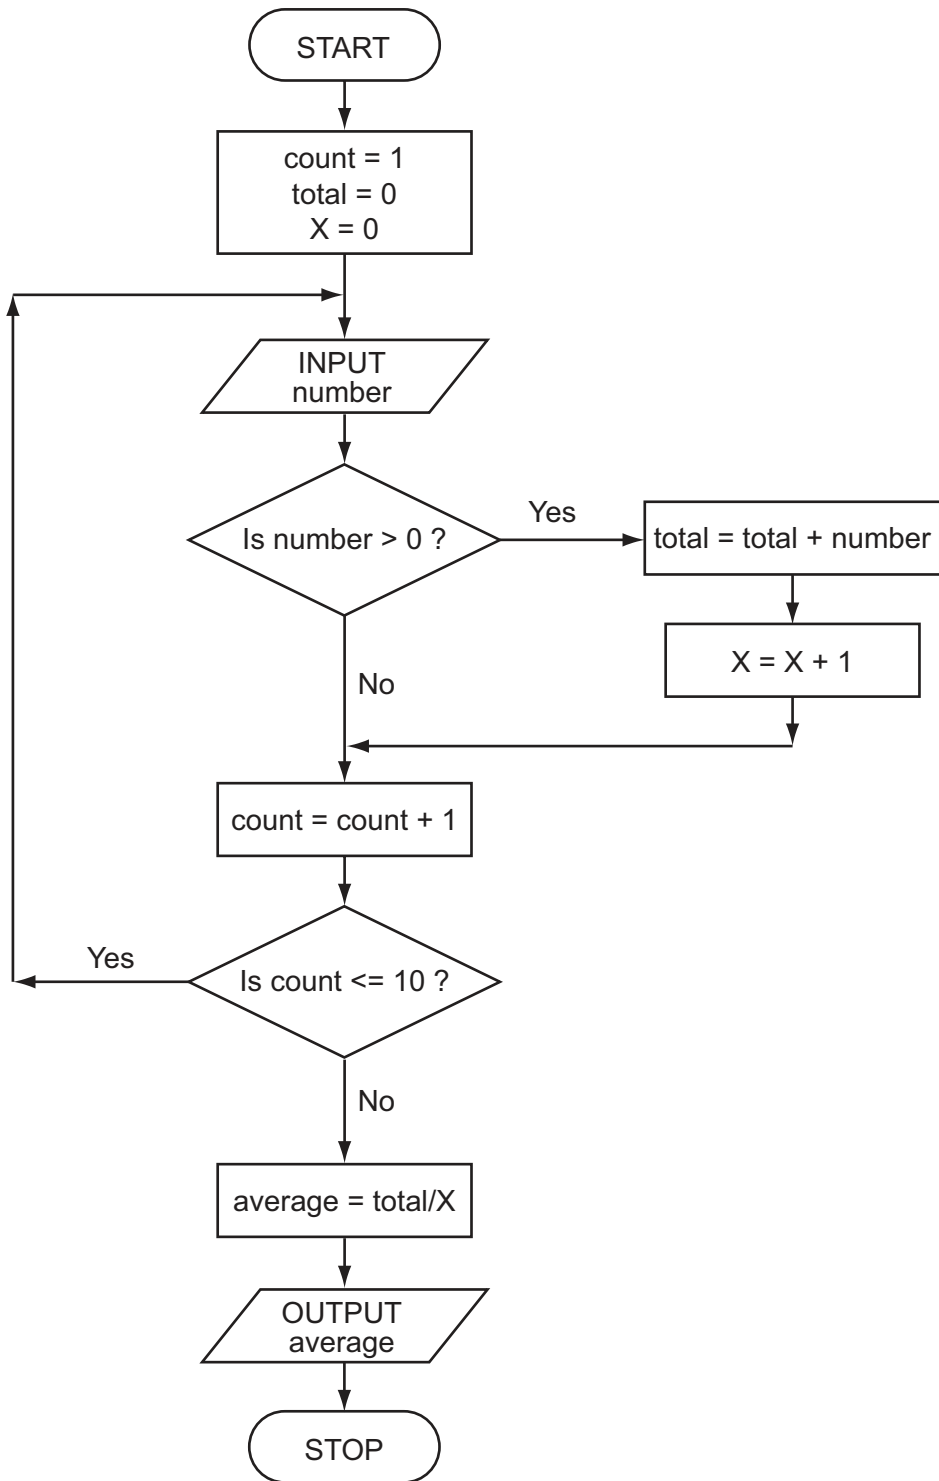 START
count = 1
total = 0
X = 0
INPUT
number
Is number > 0 ?
Yes
total = total + number
X = X + 1
No
count = count + 1
Is count <= 10 ?
Yes
No
average = total/X
OUTPUT
average
STOP